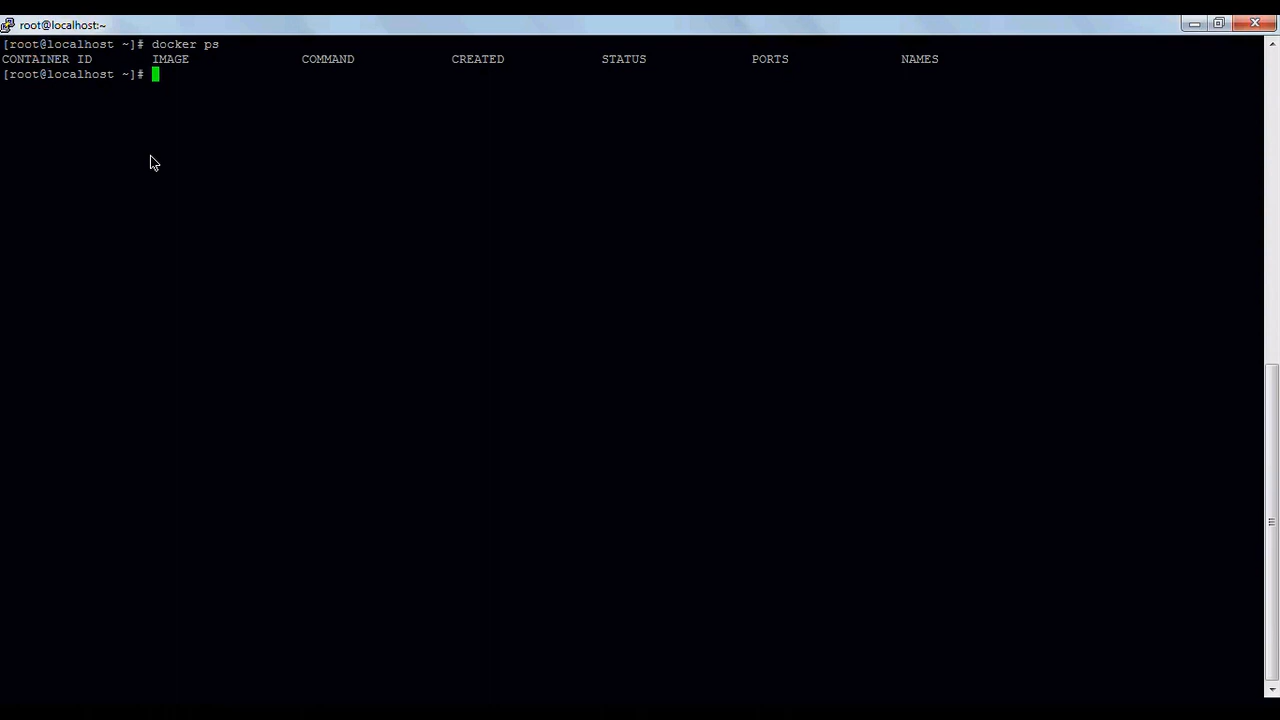 root@localhost:~
[root@localhost ~]# docker ps
CONTAINER ID IMAGE COMMAND CREATED STATUS PORTS NAMES
[root@localhost ~]#